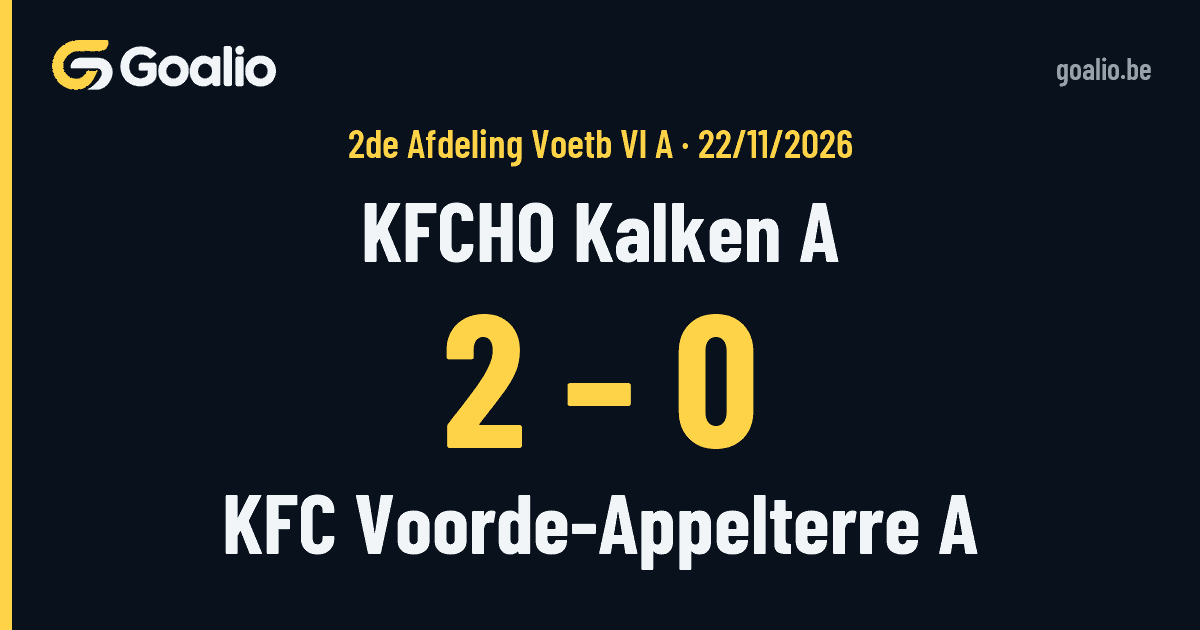 Goalio
goalio.be
2de Afdeling Voetb Vl A · 22/11/2026
KFCHO Kalken A
2 - 0
KFC Voorde-Appelterre A